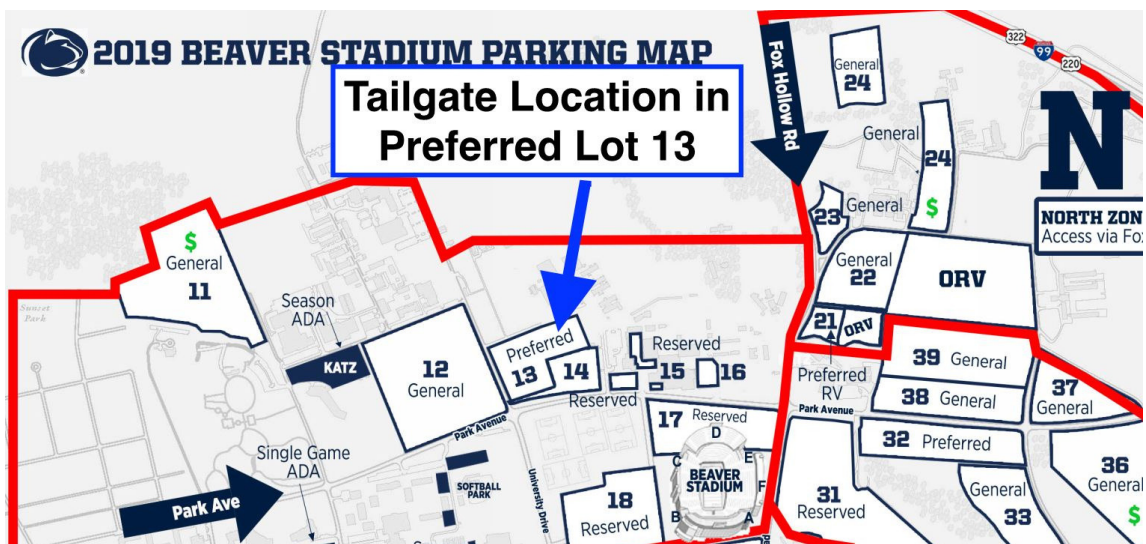 2019 BEAVER STADIUM PARKING MAP
Tailgate Location in
Preferred Lot 13
Fox Hollow Rd
322
99
220
General
24
General
24
$
N
NORTH ZON
Access via Fox
23
General
General
22
ORV
21
ORV
Preferred
RV
$
General
11
Sunset
Park
Season
ADA
KATZ
12
General
Preferred
13
14
Reserved
Reserved
15
16
39 General
38 General
37
General
Park Avenue
Park Avenue
17
Reserved
32 Preferred
36
General
$
Single Game
ADA
Park Ave
SOFTBALL
PARK
University Drive
18
Reserved
D
C
E
BEAVER
STADIUM
F
B
A
31
Reserved
General
33